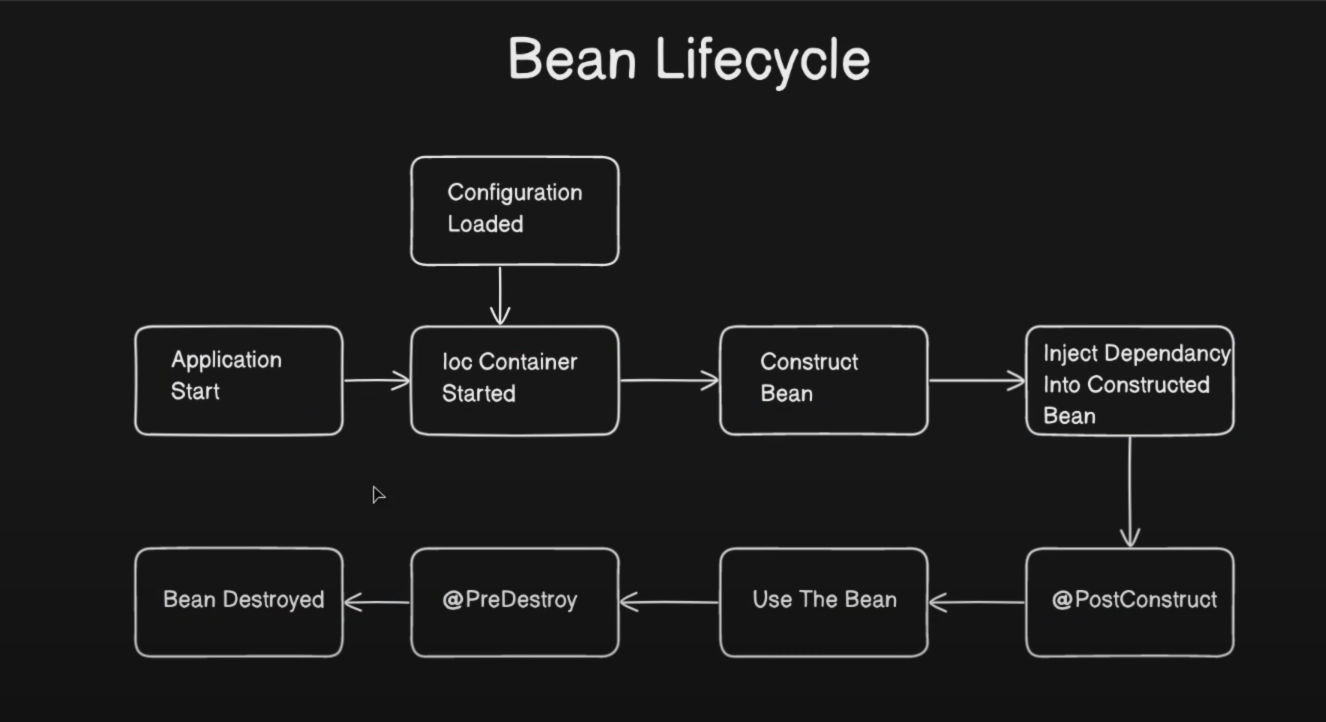 Bean Lifecycle
Configuration
Loaded
Application
Start
Ioc Container
Started
Construct
Bean
Inject Dependancy
Into Constructed
Bean
Bean Destroyed
@PreDestroy
Use The Bean
@PostConstruct